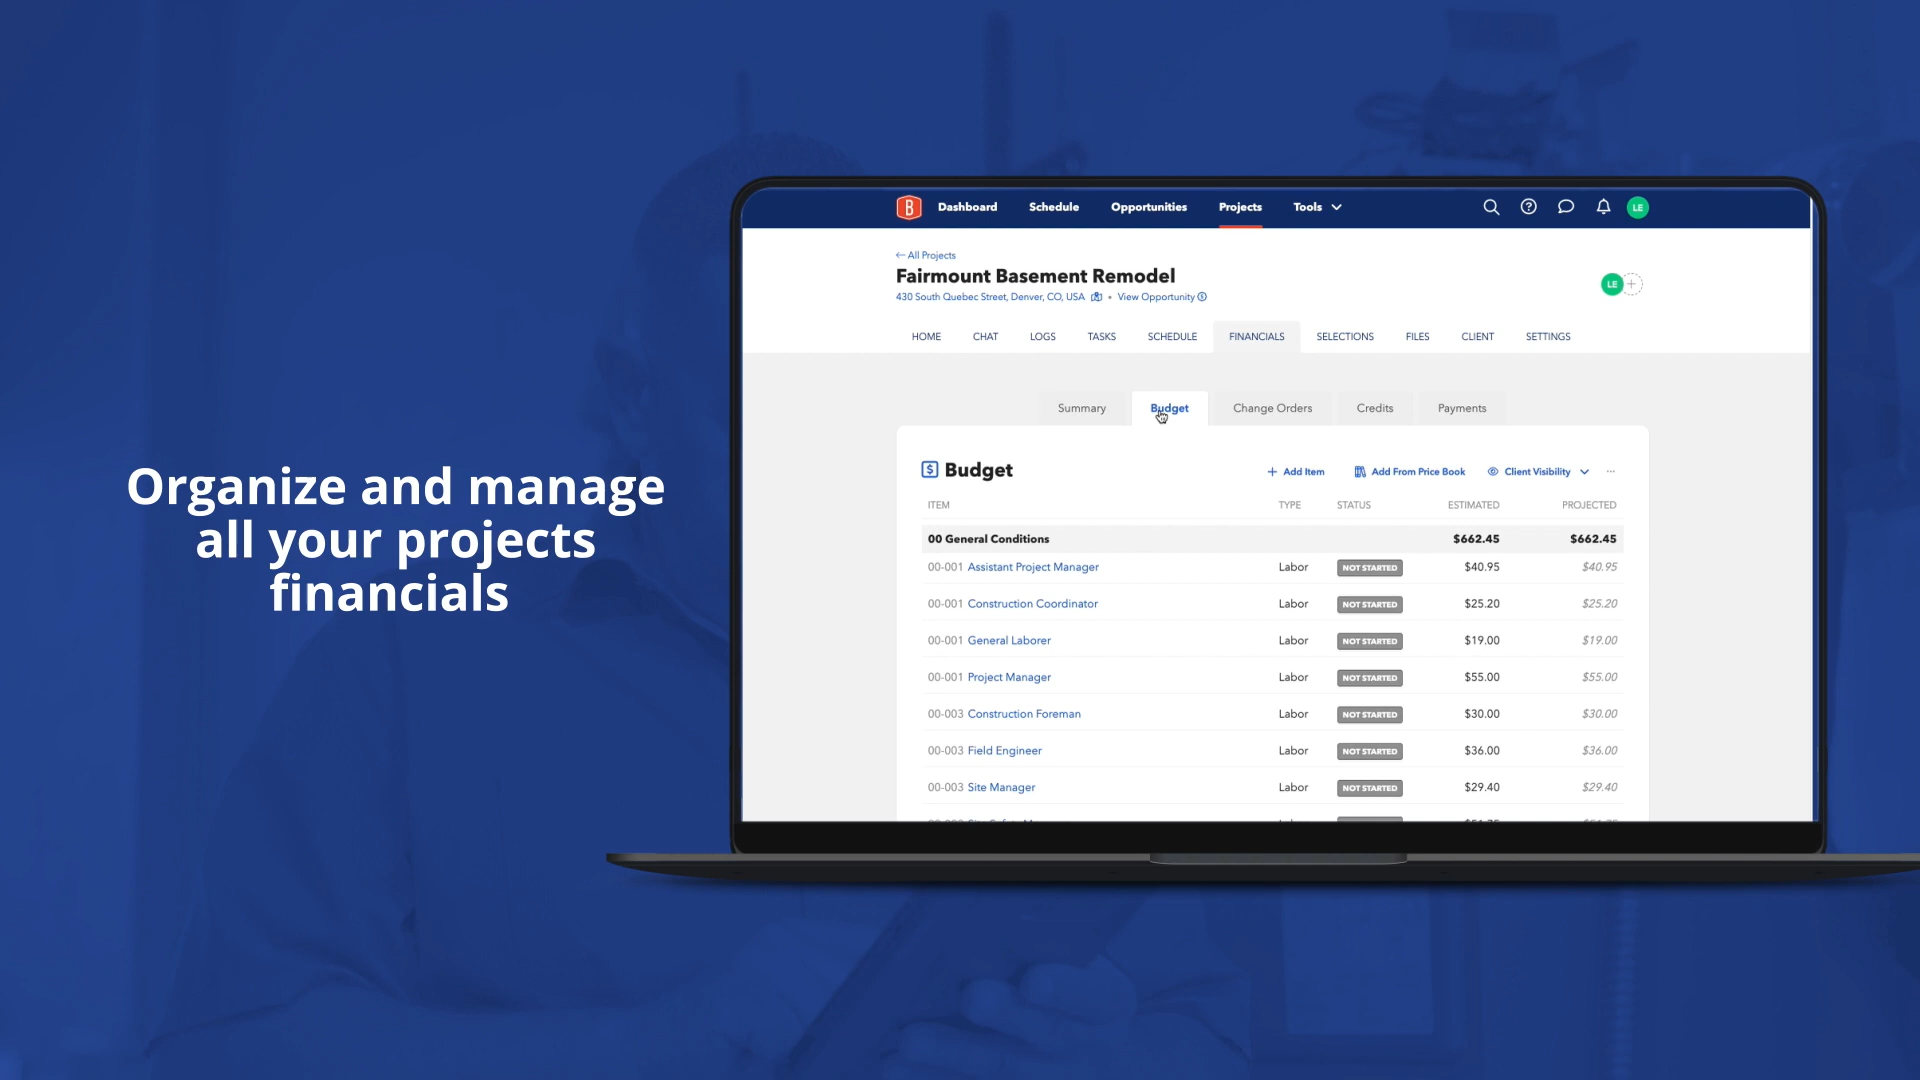 Organize and manage
all your projects
financials
B Dashboard Schedule Opportunities Projects Tools LE
← All Projects
Fairmount Basement Remodel
430 South Quebec Street, Denver, CO, USA • View Opportunity
LE +
HOME CHAT LOGS TASKS SCHEDULE FINANCIALS SELECTIONS FILES CLIENT SETTINGS
Summary Budget Change Orders Credits Payments
$ Budget + Add Item Add From Price Book Client Visibility ...
ITEM TYPE STATUS ESTIMATED PROJECTED
00 General Conditions $662.45 $662.45
00-001 Assistant Project Manager Labor NOT STARTED $40.95 $40.95
00-001 Construction Coordinator Labor NOT STARTED $25.20 $25.20
00-001 General Laborer Labor NOT STARTED $19.00 $19.00
00-001 Project Manager Labor NOT STARTED $55.00 $55.00
00-003 Construction Foreman Labor NOT STARTED $30.00 $30.00
00-003 Field Engineer Labor NOT STARTED $36.00 $36.00
00-003 Site Manager Labor NOT STARTED $29.40 $29.40